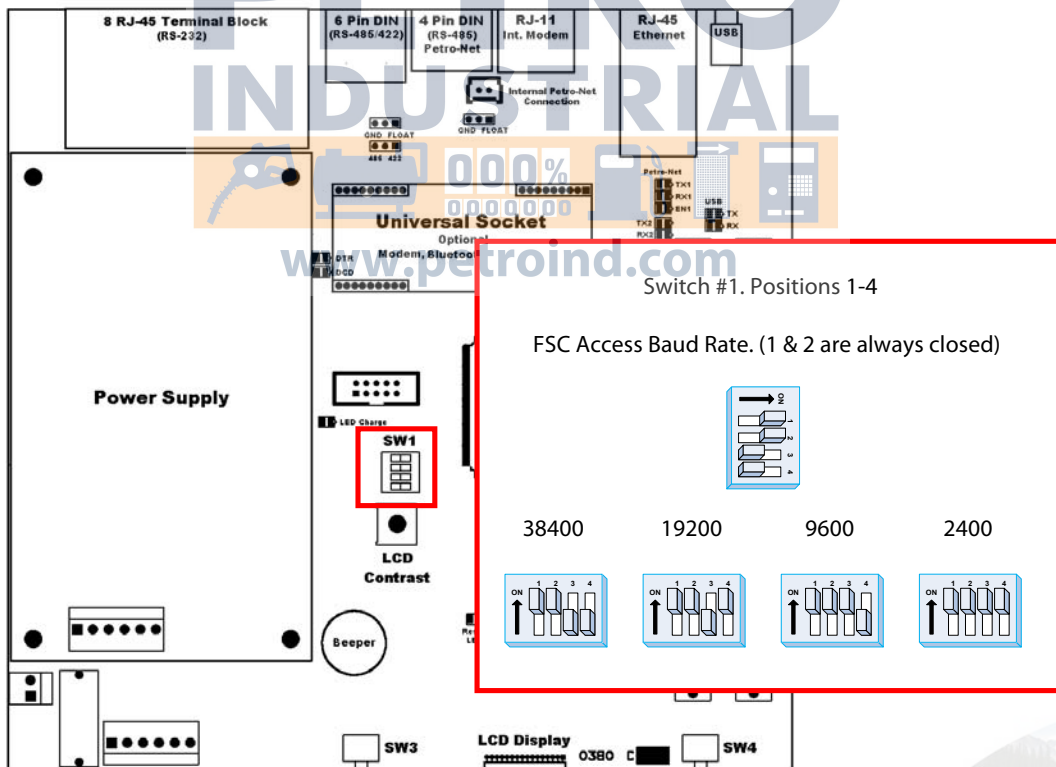 PETRO
INDUSTRIAL
000%
0000000
www.petroind.com
8 RJ-45 Terminal Block
(RS-232)
6 Pin DIN
(RS-485/422)
4 Pin DIN
(RS-485)
Petro-Net
RJ-11
Int. Modem
RJ-45
Ethernet
USB
Internal Petro-Net
Connection
GND FLOAT
485 422
GND FLOAT
Petro-Net
TX1
RX1
EN1
TX2
RX2
USB
TX
RX
Universal Socket
Optional
Modem, Bluetoo
DTR
DCD
Power Supply
LED Charge
SW1
LCD
Contrast
Beeper
SW3
LCD Display
0380
SW4
Switch #1. Positions 1-4
FSC Access Baud Rate. (1 & 2 are always closed)
ON
1
2
3
4
38400
19200
9600
2400
ON 1 2 3 4
ON 1 2 3 4
ON 1 2 3 4
ON 1 2 3 4